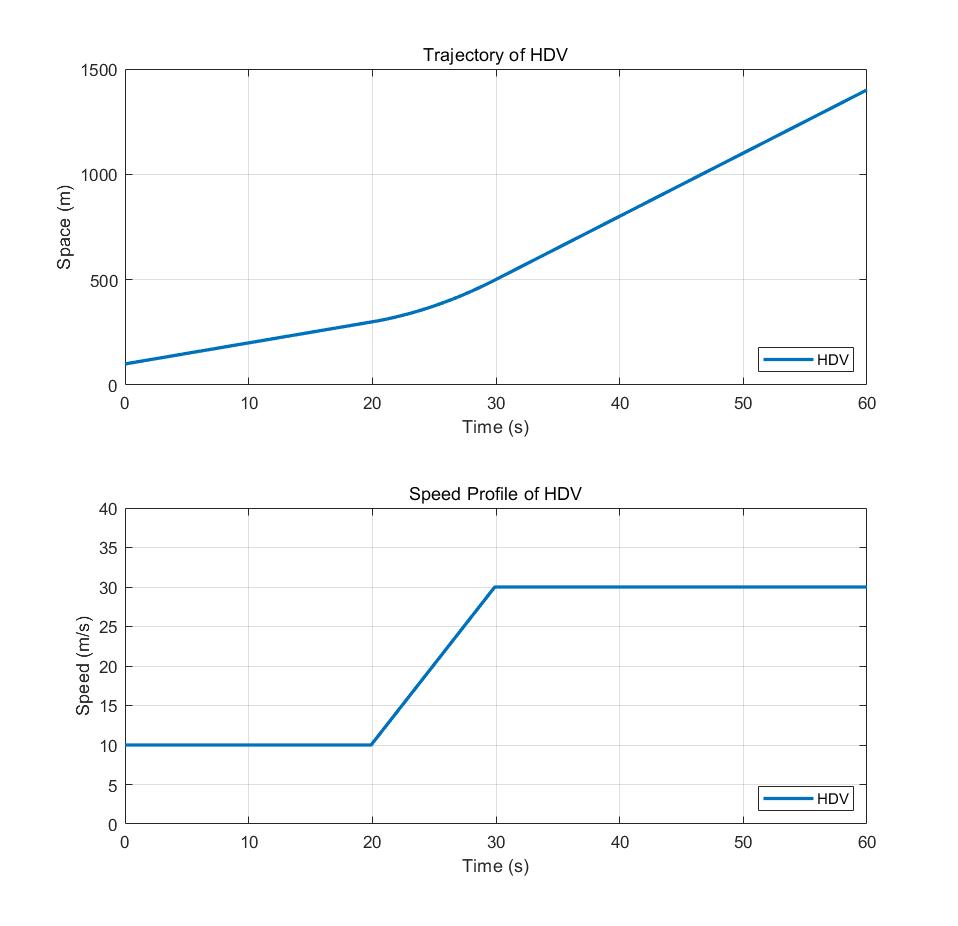 Trajectory of HDV
1500
1000
500
0
Space (m)
HDV
0 10 20 30 40 50 60
Time (s)
Speed Profile of HDV
40
35
30
25
20
15
10
5
0
Speed (m/s)
HDV
0 10 20 30 40 50 60
Time (s)